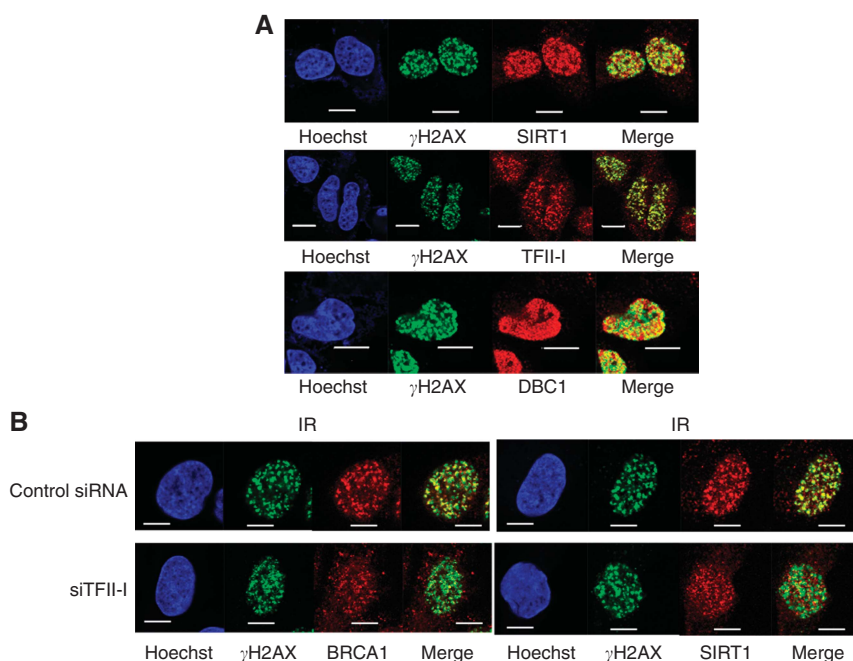 A
Hoechst γH2AX SIRT1 Merge
Hoechst γH2AX TFII-I Merge
Hoechst γH2AX DBC1 Merge
B
IR IR
Control siRNA
siTFII-I
Hoechst γH2AX BRCA1 Merge Hoechst γH2AX SIRT1 Merge